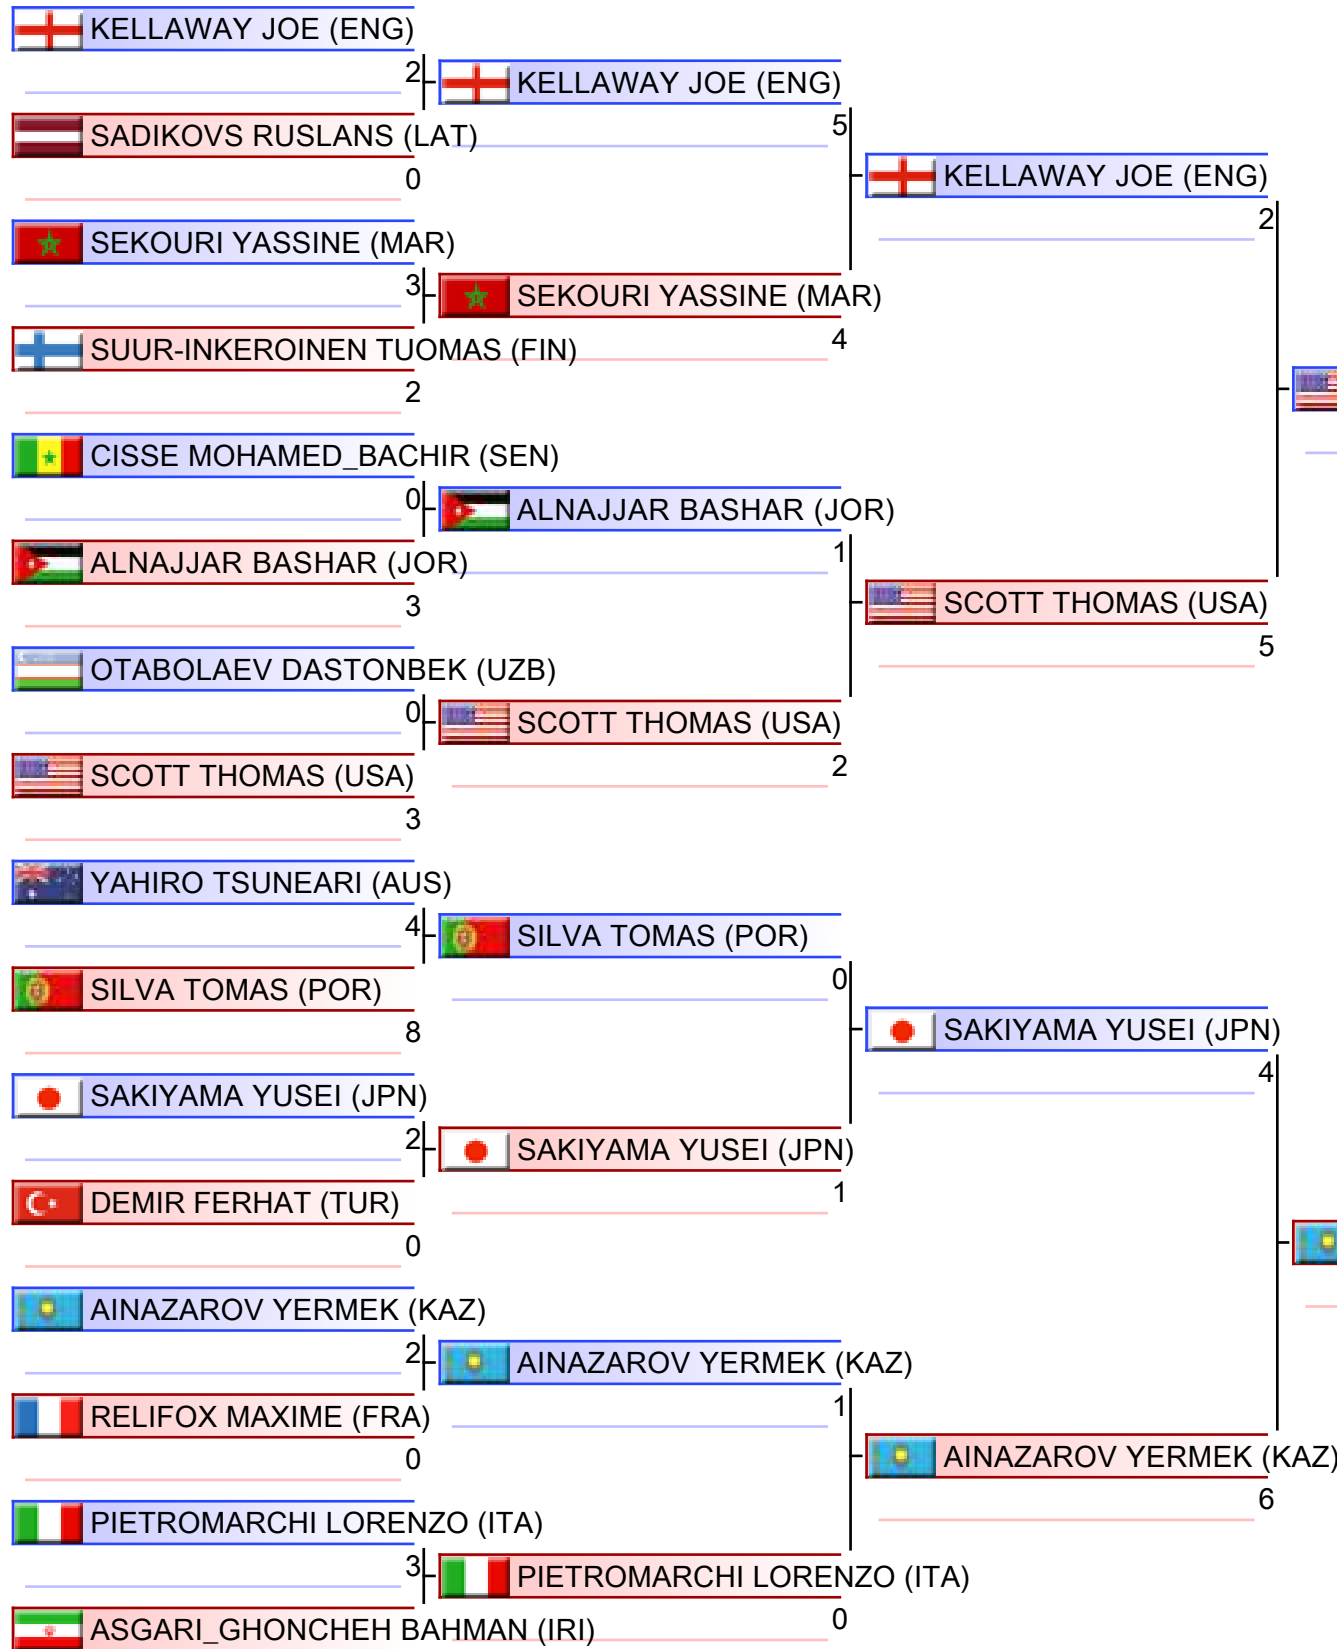 KELLAWAY JOE (ENG)
2
SADIKOVS RUSLANS (LAT)
0
SEKOURI YASSINE (MAR)
3
SUUR-INKEROINEN TUOMAS (FIN)
2
CISSE MOHAMED_BACHIR (SEN)
0
ALNAJJAR BASHAR (JOR)
3
OTABOLAEV DASTONBEK (UZB)
0
SCOTT THOMAS (USA)
3
YAHIRO TSUNEARI (AUS)
4
SILVA TOMAS (POR)
8
SAKIYAMA YUSEI (JPN)
2
DEMIR FERHAT (TUR)
0
AINAZAROV YERMEK (KAZ)
2
RELIFOX MAXIME (FRA)
0
PIETROMARCHI LORENZO (ITA)
3
ASGARI_GHONCHEH BAHMAN (IRI)
KELLAWAY JOE (ENG)
5
SEKOURI YASSINE (MAR)
4
ALNAJJAR BASHAR (JOR)
1
SCOTT THOMAS (USA)
2
SILVA TOMAS (POR)
0
SAKIYAMA YUSEI (JPN)
1
AINAZAROV YERMEK (KAZ)
1
PIETROMARCHI LORENZO (ITA)
0
KELLAWAY JOE (ENG)
2
SCOTT THOMAS (USA)
5
SAKIYAMA YUSEI (JPN)
4
AINAZAROV YERMEK (KAZ)
6